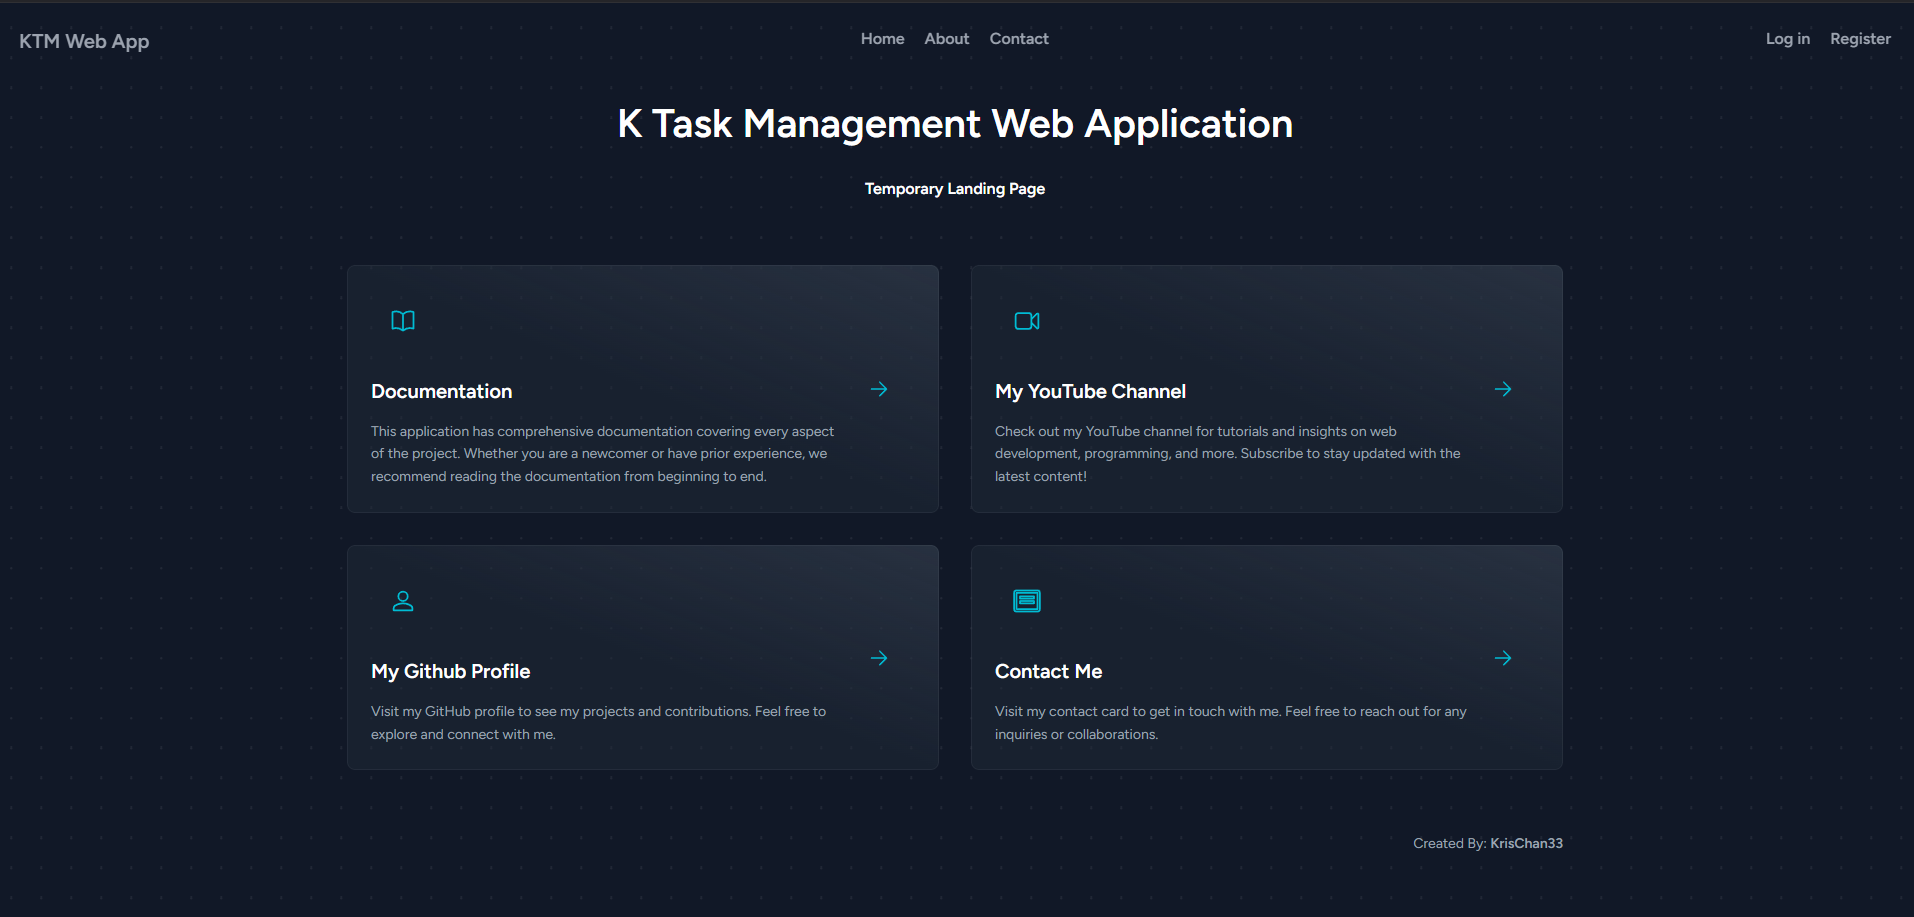 KTM Web App
Home About Contact
Log in Register
K Task Management Web Application
Temporary Landing Page
Documentation
This application has comprehensive documentation covering every aspect
of the project. Whether you are a newcomer or have prior experience, we
recommend reading the documentation from beginning to end.
My YouTube Channel
Check out my YouTube channel for tutorials and insights on web
development, programming, and more. Subscribe to stay updated with the
latest content!
My Github Profile
Visit my GitHub profile to see my projects and contributions. Feel free to
explore and connect with me.
Contact Me
Visit my contact card to get in touch with me. Feel free to reach out for any
inquiries or collaborations.
Created By: KrisChan33